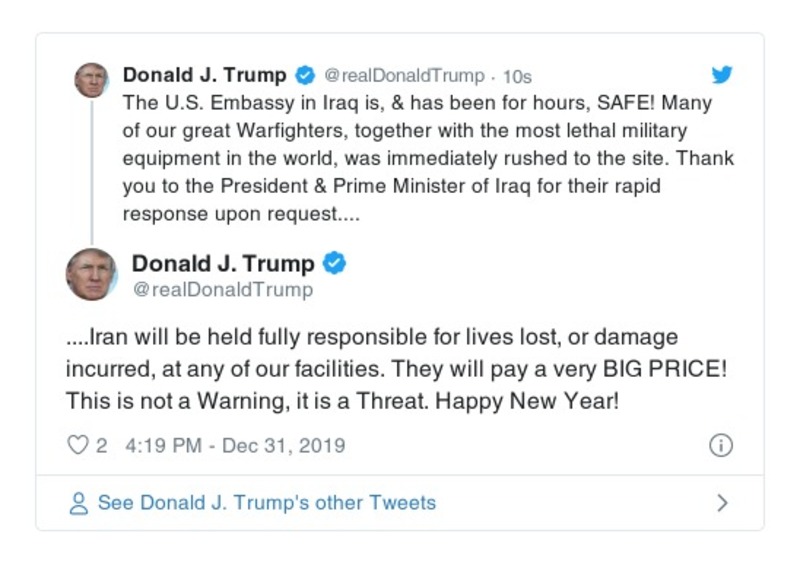 Donald J. Trump @realDonaldTrump · 10s
The U.S. Embassy in Iraq is, & has been for hours, SAFE! Many
of our great Warfighters, together with the most lethal military
equipment in the world, was immediately rushed to the site. Thank
you to the President & Prime Minister of Iraq for their rapid
response upon request....
Donald J. Trump
@realDonaldTrump
....Iran will be held fully responsible for lives lost, or damage
incurred, at any of our facilities. They will pay a very BIG PRICE!
This is not a Warning, it is a Threat. Happy New Year!
2 4:19 PM - Dec 31, 2019
See Donald J. Trump's other Tweets